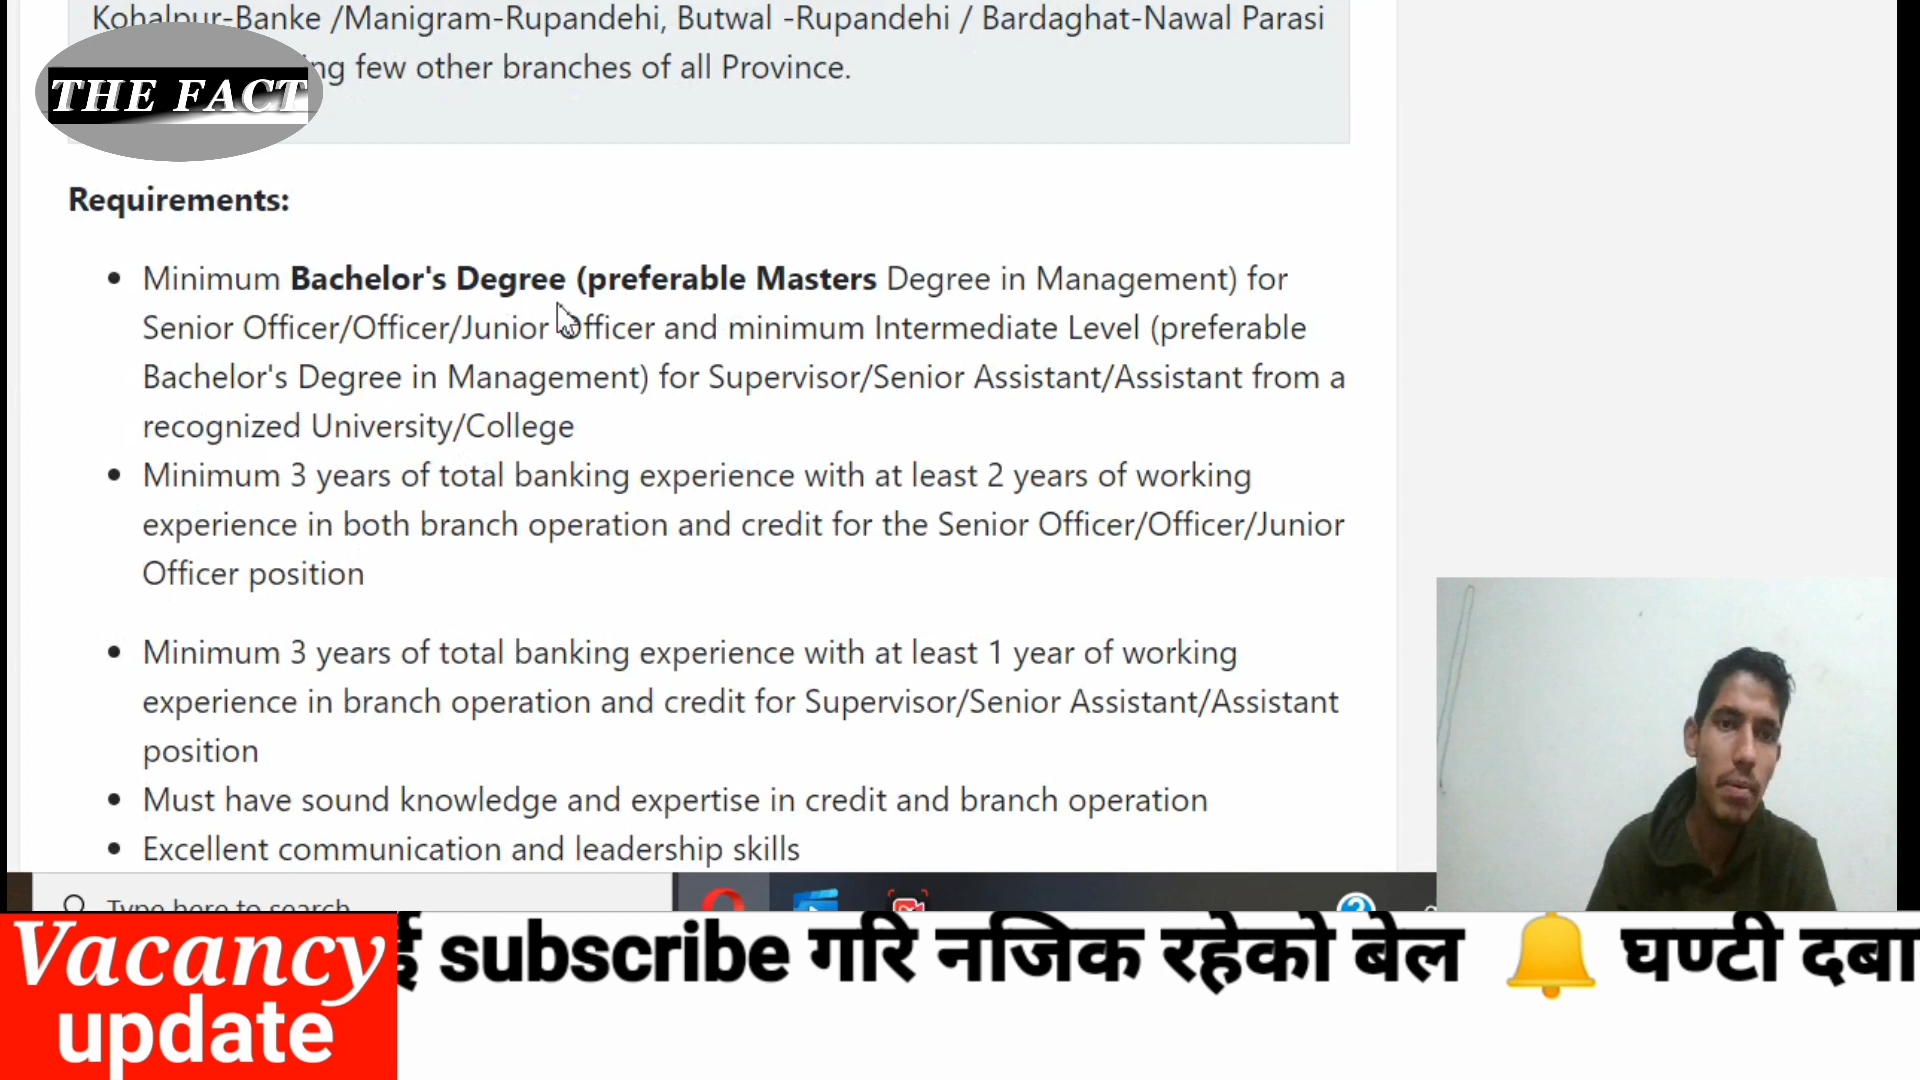 Kohalpur-Banke /Manigram-Rupandehi, Butwal -Rupandehi / Bardaghat-Nawal Parasi
THE FACT
few other branches of all Province.
Requirements:
• Minimum Bachelor's Degree (preferable Masters Degree in Management) for
Senior Officer/Officer/Junior Officer and minimum Intermediate Level (preferable
Bachelor's Degree in Management) for Supervisor/Senior Assistant/Assistant from a
recognized University/College
• Minimum 3 years of total banking experience with at least 2 years of working
experience in both branch operation and credit for the Senior Officer/Officer/Junior
Officer position
• Minimum 3 years of total banking experience with at least 1 year of working
experience in branch operation and credit for Supervisor/Senior Assistant/Assistant
position
• Must have sound knowledge and expertise in credit and branch operation
• Excellent communication and leadership skills
Type here to search
Vacancy
update
ई subscribe गरि नजिक रहेको बेल 🔔 घण्टी दबा